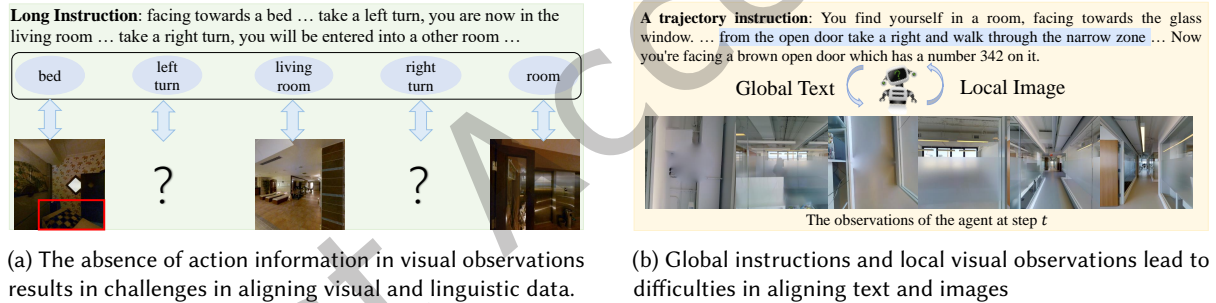 Long Instruction: facing towards a bed … take a left turn, you are now in the
living room … take a right turn, you will be entered into a other room …
bed
left
turn
living
room
right
turn
room
?
?
(a) The absence of action information in visual observations
results in challenges in aligning visual and linguistic data.
A trajectory instruction: You find yourself in a room, facing towards the glass
window. … from the open door take a right and walk through the narrow zone … Now
you're facing a brown open door which has a number 342 on it.
Global Text
Local Image
The observations of the agent at step t
(b) Global instructions and local visual observations lead to
difficulties in aligning text and images